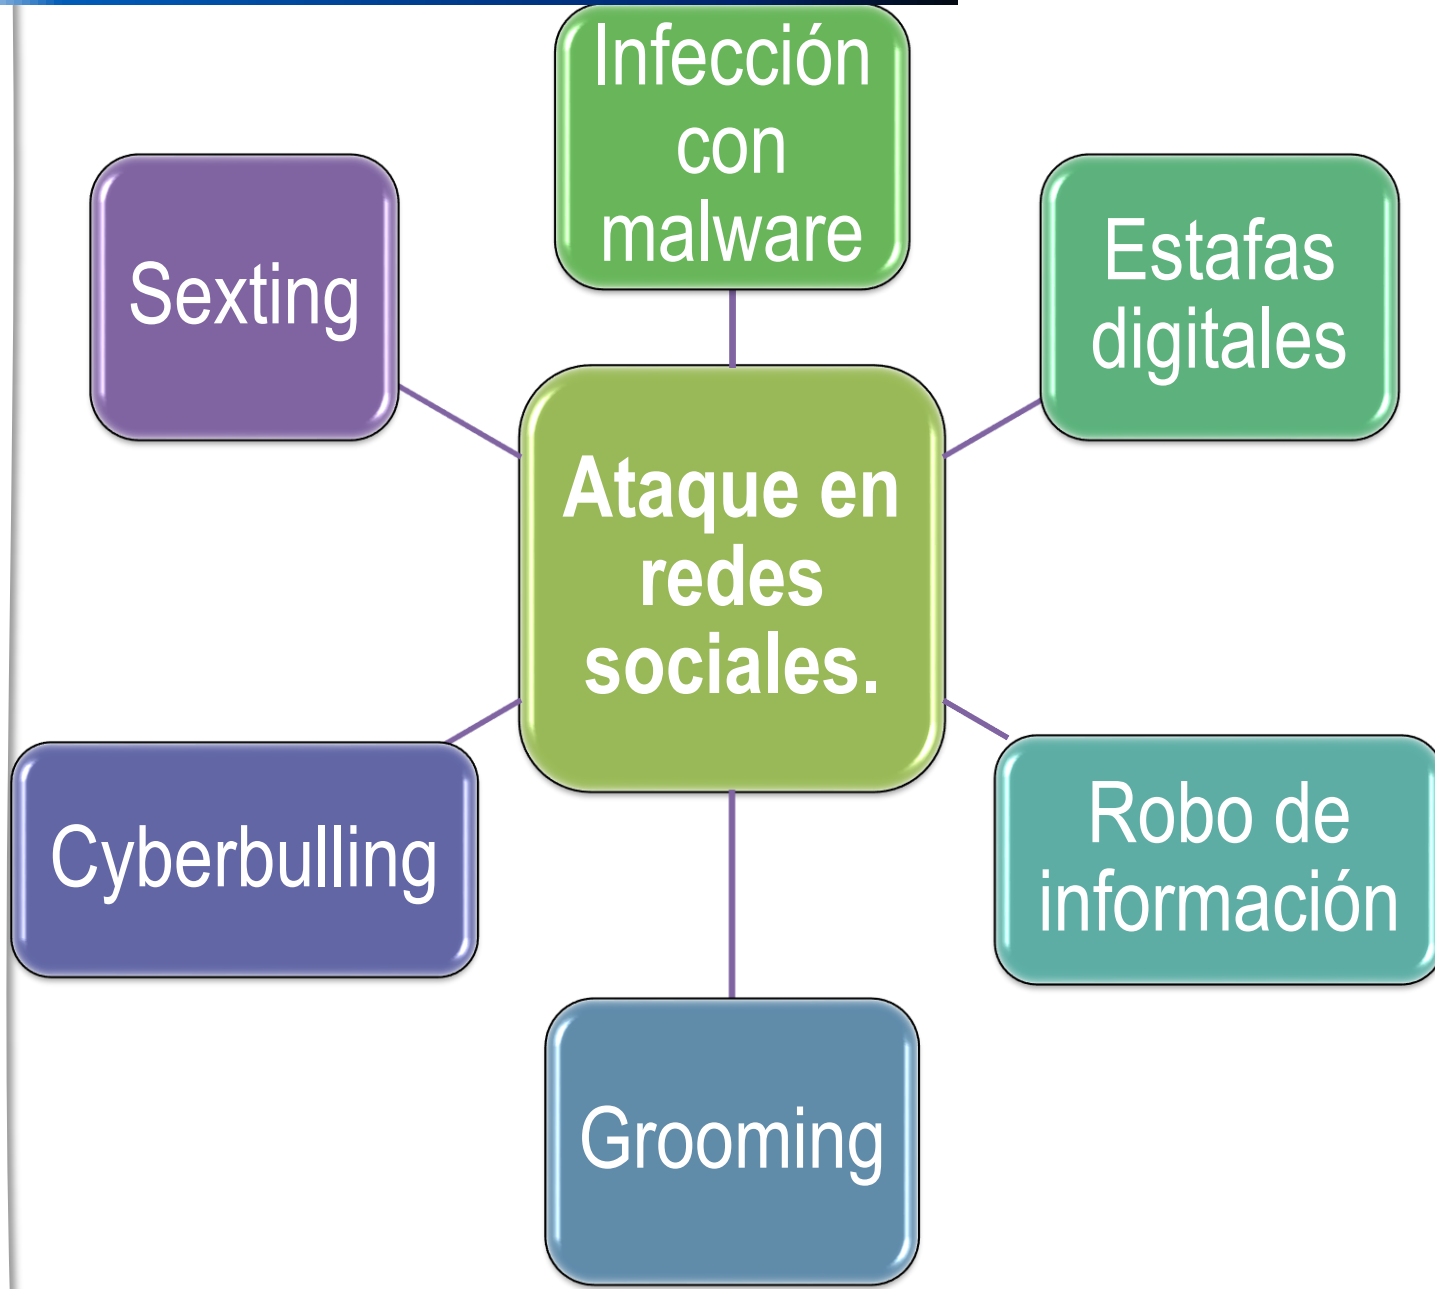 Infección
con
malware
Sexting
Estafas
digitales
Ataque en
redes
sociales.
Cyberbulling
Robo de
información
Grooming